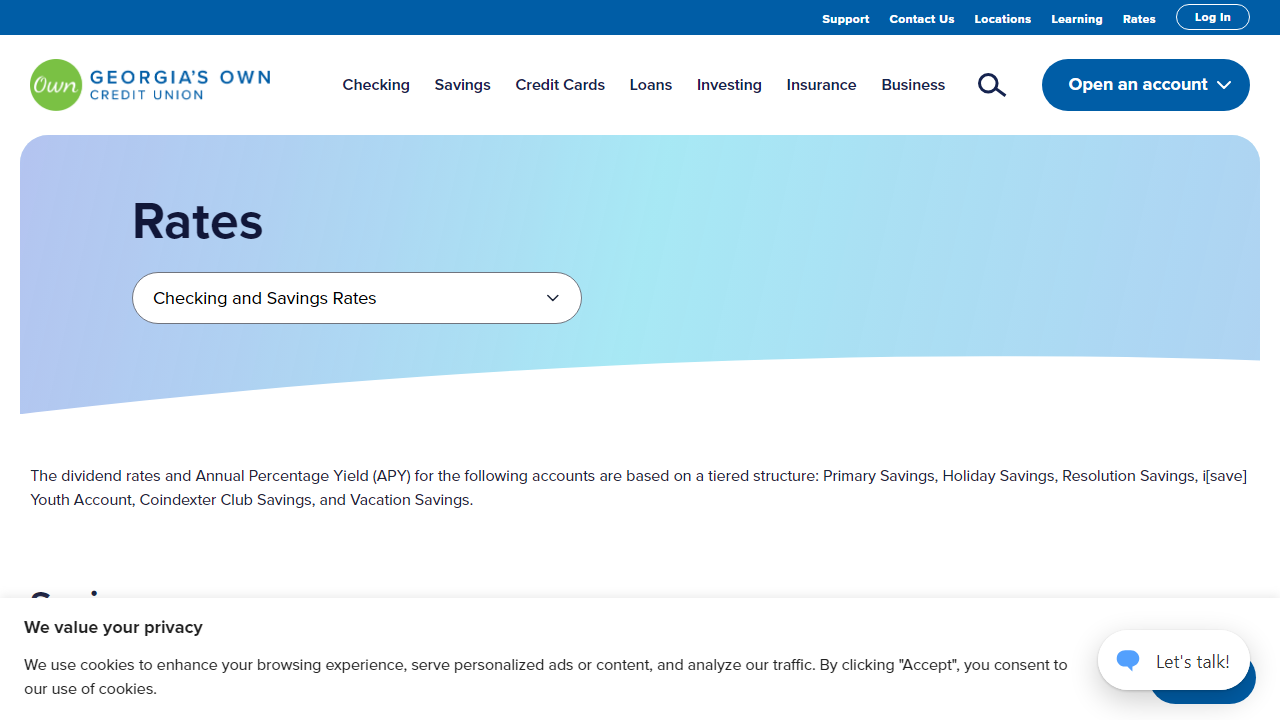 Support Contact Us Locations Learning Rates Log In
Own GEORGIA'S OWN
CREDIT UNION
Checking Savings Credit Cards Loans Investing Insurance Business Open an account
Rates
Checking and Savings Rates
The dividend rates and Annual Percentage Yield (APY) for the following accounts are based on a tiered structure: Primary Savings, Holiday Savings, Resolution Savings, i[save]
Youth Account, Coindexter Club Savings, and Vacation Savings.
We value your privacy
We use cookies to enhance your browsing experience, serve personalized ads or content, and analyze our traffic. By clicking "Accept", you consent to
our use of cookies.
Let's talk!